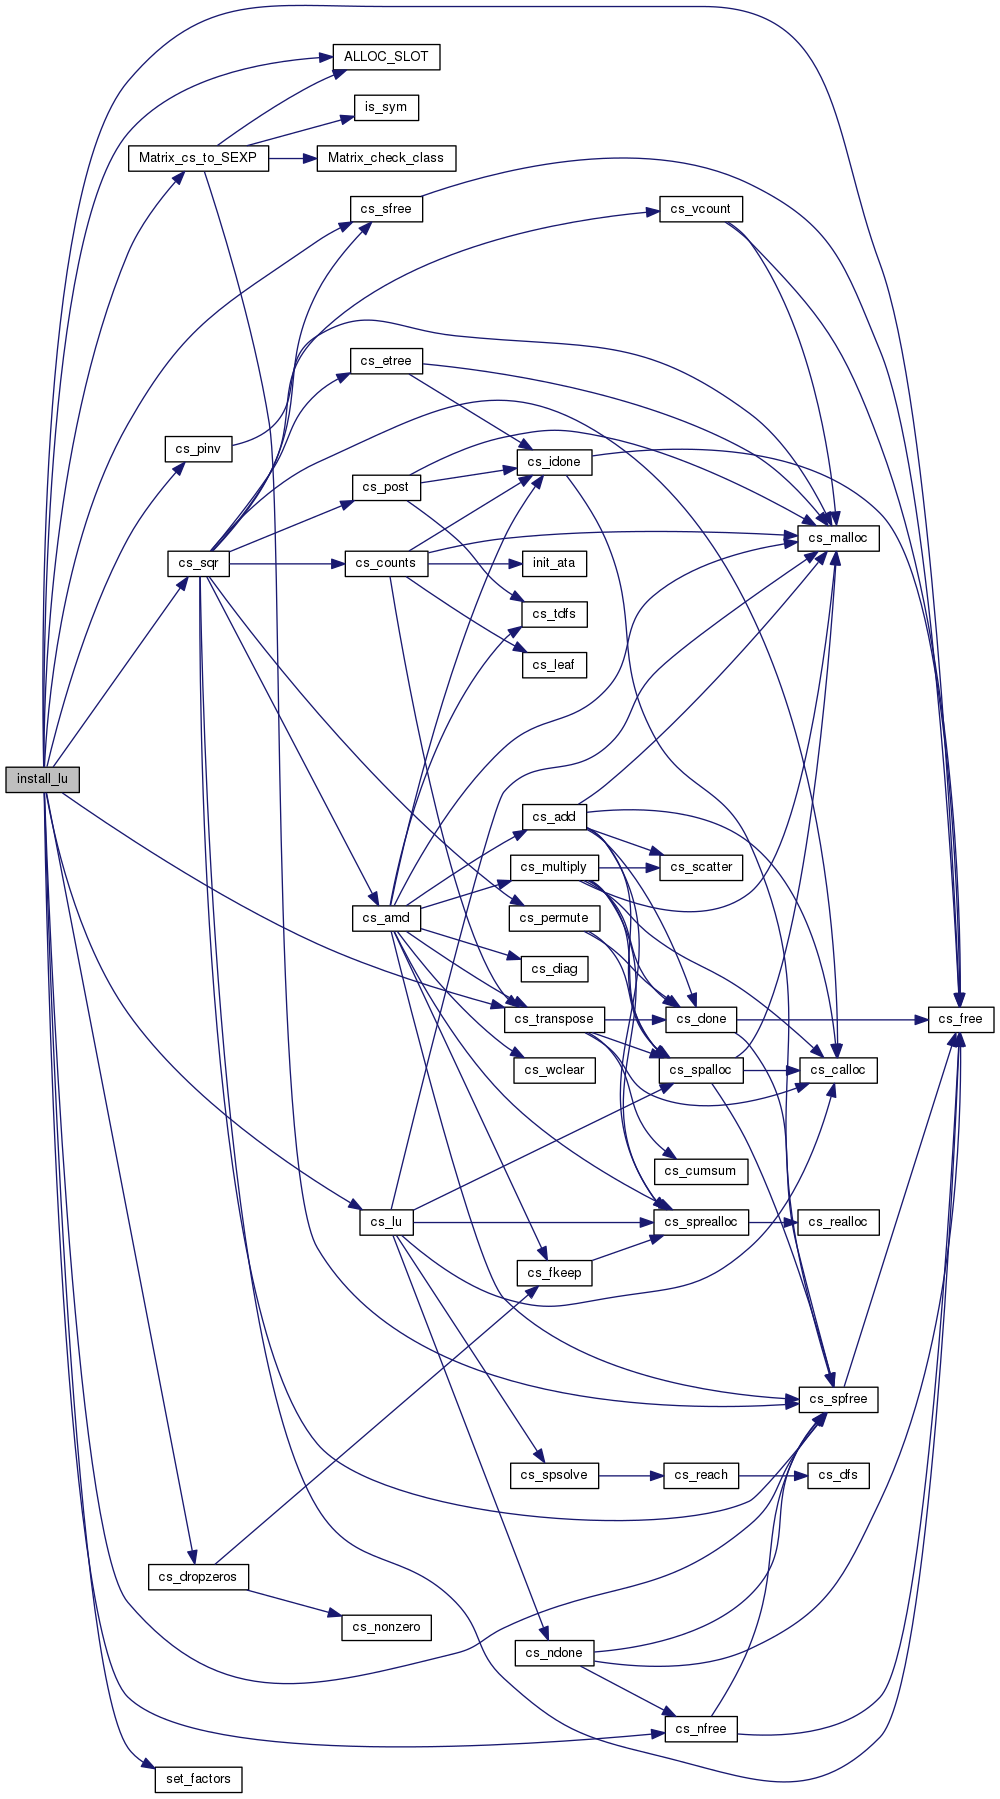 ALLOC_SLOT
is_sym
Matrix_cs_to_SEXP
Matrix_check_class
cs_sfree
cs_vcount
cs_etree
cs_pinv
cs_idone
cs_post
cs_malloc
cs_sqr
cs_counts
init_ata
cs_tdfs
cs_leaf
install_lu
cs_add
cs_multiply
cs_scatter
cs_amd
cs_permute
cs_diag
cs_transpose
cs_done
cs_free
cs_wclear
cs_spalloc
cs_calloc
cs_cumsum
cs_lu
cs_sprealloc
cs_realloc
cs_fkeep
cs_spfree
cs_spsolve
cs_reach
cs_dfs
cs_dropzeros
cs_nonzero
cs_ndone
cs_nfree
set_factors